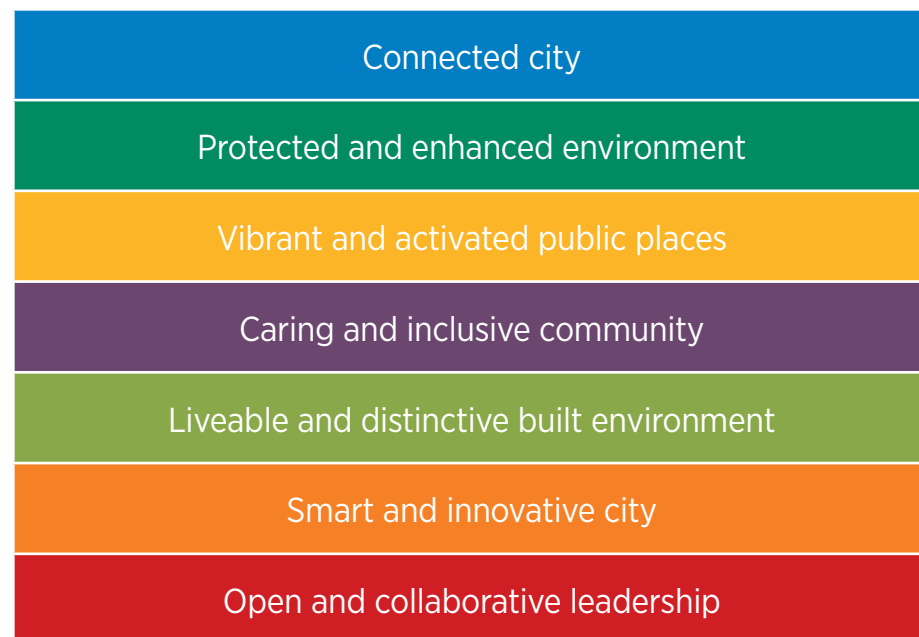 Connected city
Protected and enhanced environment
Vibrant and activated public places
Caring and inclusive community
Liveable and distinctive built environment
Smart and innovative city
Open and collaborative leadership